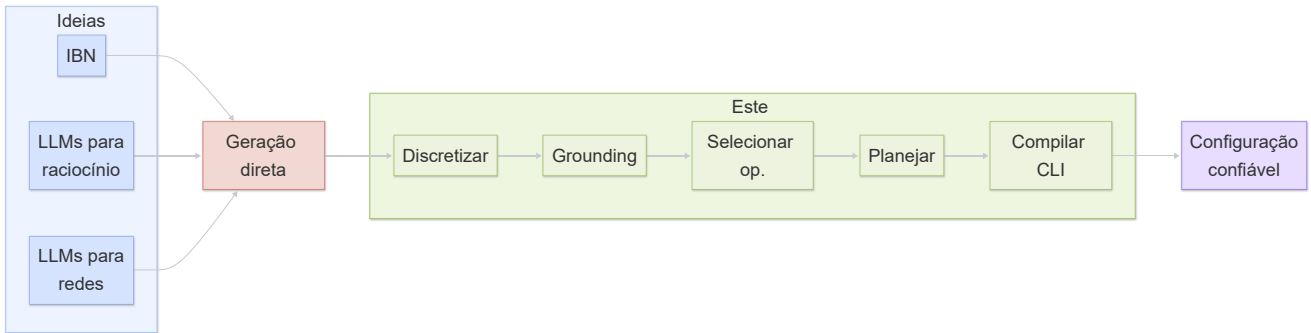 Ideias
IBN
LLMs para
raciocínio
LLMs para
redes
Geração
direta
Este
Discretizar
Grounding
Selecionar
op.
Planejar
Compilar
CLI
Configuração
confiável